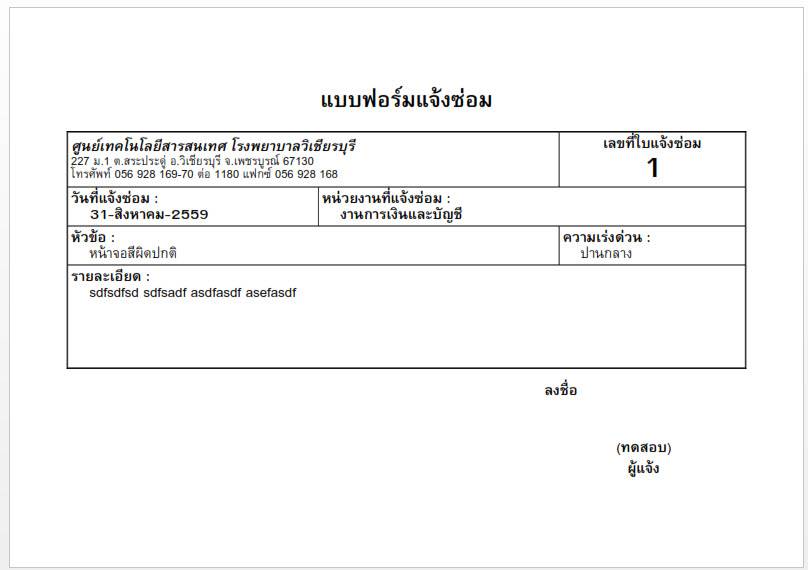 แบบฟอร์มแจ้งซ่อม
ศูนย์เทคโนโลยีสารสนเทศ โรงพยาบาลวิเชียรบุรี
227 ม.1 ต.สระประดู่ อ.วิเชียรบุรี จ.เพชรบูรณ์ 67130
โทรศัพท์ 056 928 169-70 ต่อ 1180 แฟกซ์ 056 928 168
เลขที่ใบแจ้งซ่อม
1
วันที่แจ้งซ่อม :
31-สิงหาคม-2559
หน่วยงานที่แจ้งซ่อม :
งานการเงินและบัญชี
หัวข้อ :
หน้าจอสีผิดปกติ
ความเร่งด่วน :
ปานกลาง
รายละเอียด :
sdfsdfsd sdfsadf asdfasdf asefasdf
ลงชื่อ
(ทดสอบ)
ผู้แจ้ง